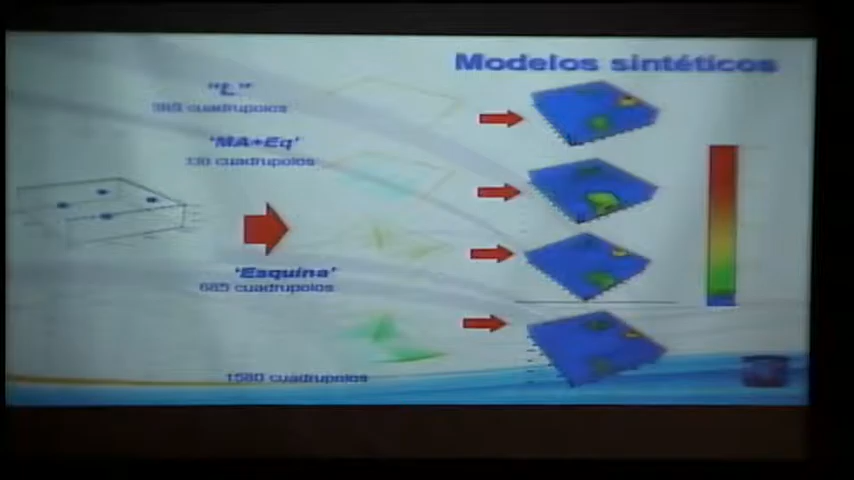 Modelos sintéticos
"L"
cuadrupolos
'MA+Eq'
cuadrupolos
'Esquina'
685 cuadrupolos
1580 cuadrupolos